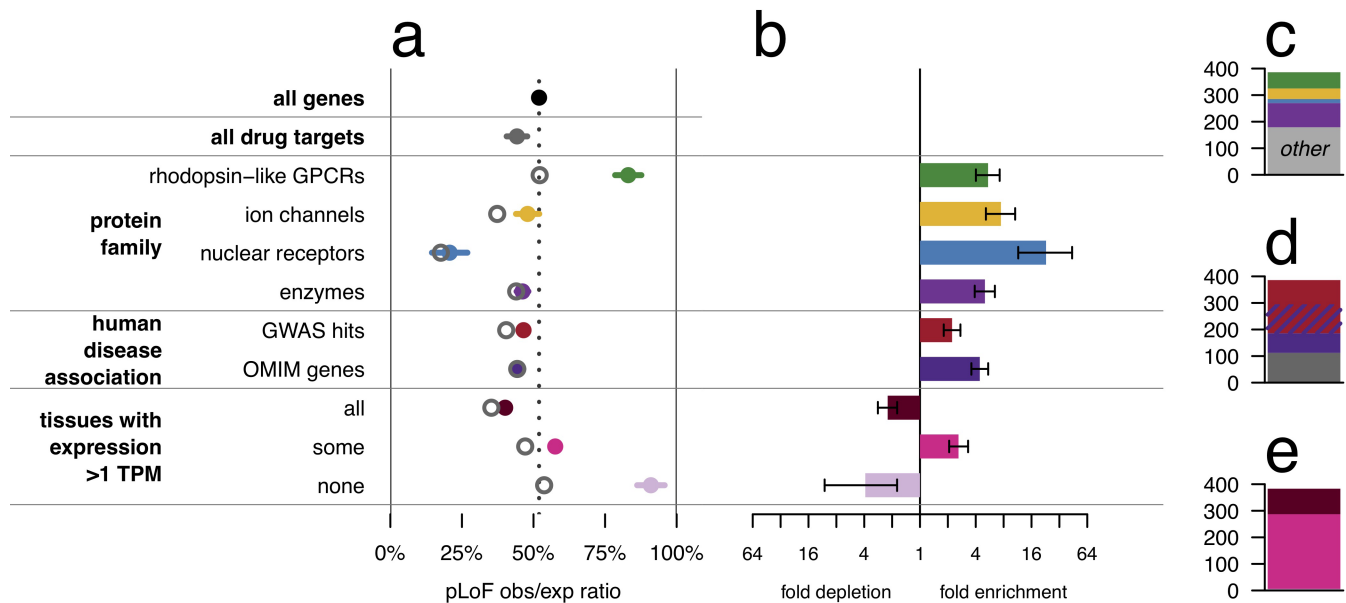 a
b
c
all genes
all drug targets
rhodopsin−like GPCRs
protein
family
ion channels
nuclear receptors
enzymes
human
disease
association
GWAS hits
OMIM genes
tissues with
expression
>1 TPM
all
some
none
0% 25% 50% 75% 100%
pLoF obs/exp ratio
64 16 4 1 4 16 64
fold depletion fold enrichment
400
300
200
100
0
other
d
400
300
200
100
0
e
400
300
200
100
0